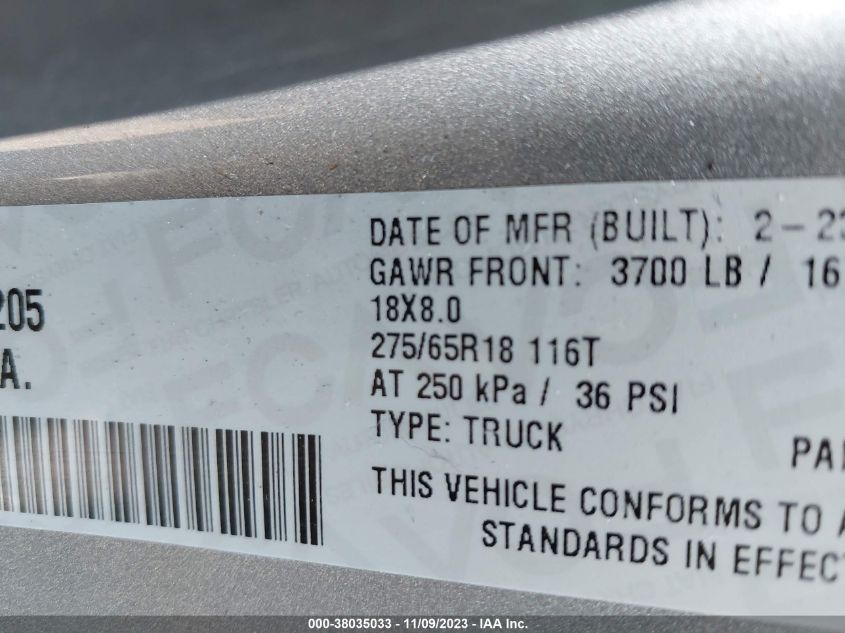 DATE OF MFR (BUILT): 2-23
GAWR FRONT: 3700 LB / 16
18X8.0
275/65R18 116T
AT 250 kPa / 36 PSI
TYPE: TRUCK
205
A.
PA
THIS VEHICLE CONFORMS TO A
STANDARDS IN EFFEC
000-38035033 - 11/09/2023 - IAA Inc.